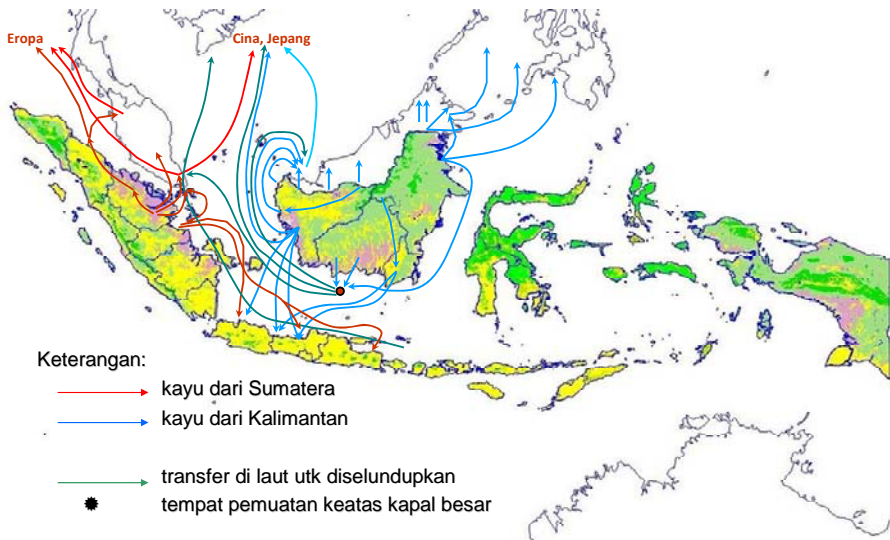 Eropa
Cina, Jepang
Keterangan:
kayu dari Sumatera
kayu dari Kalimantan
transfer di laut utk diselundupkan
tempat pemuatan keatas kapal besar